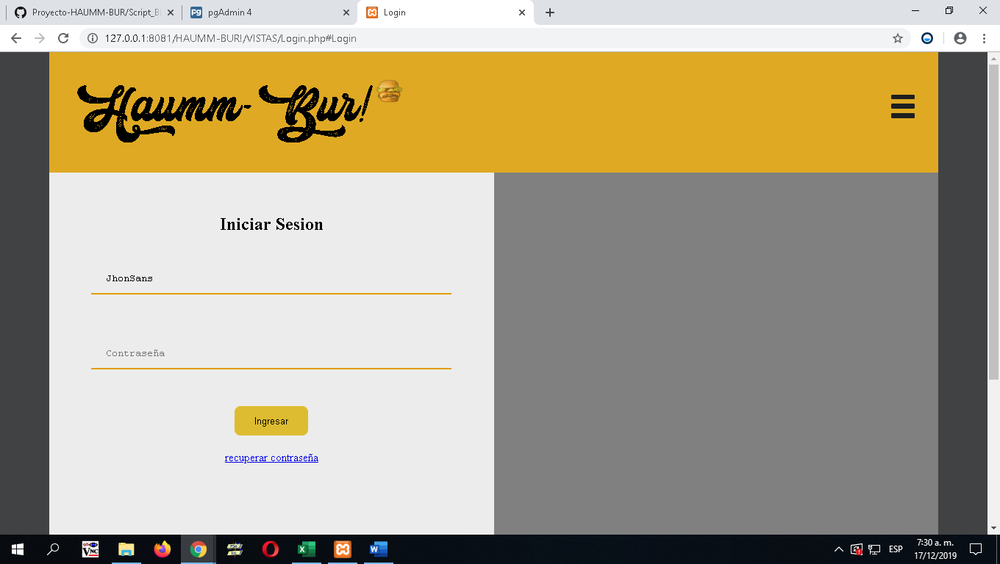 Proyecto-HAUMM-BUR/Script_B
pgAdmin 4
Login
127.0.0.1:8081/HAUMM-BUR!/VISTAS/Login.php#Login
Haumm-Bur!
Iniciar Sesion
JhonSans
Contraseña
Ingresar
recuperar contraseña
ESP
7:30 a. m.
17/12/2019